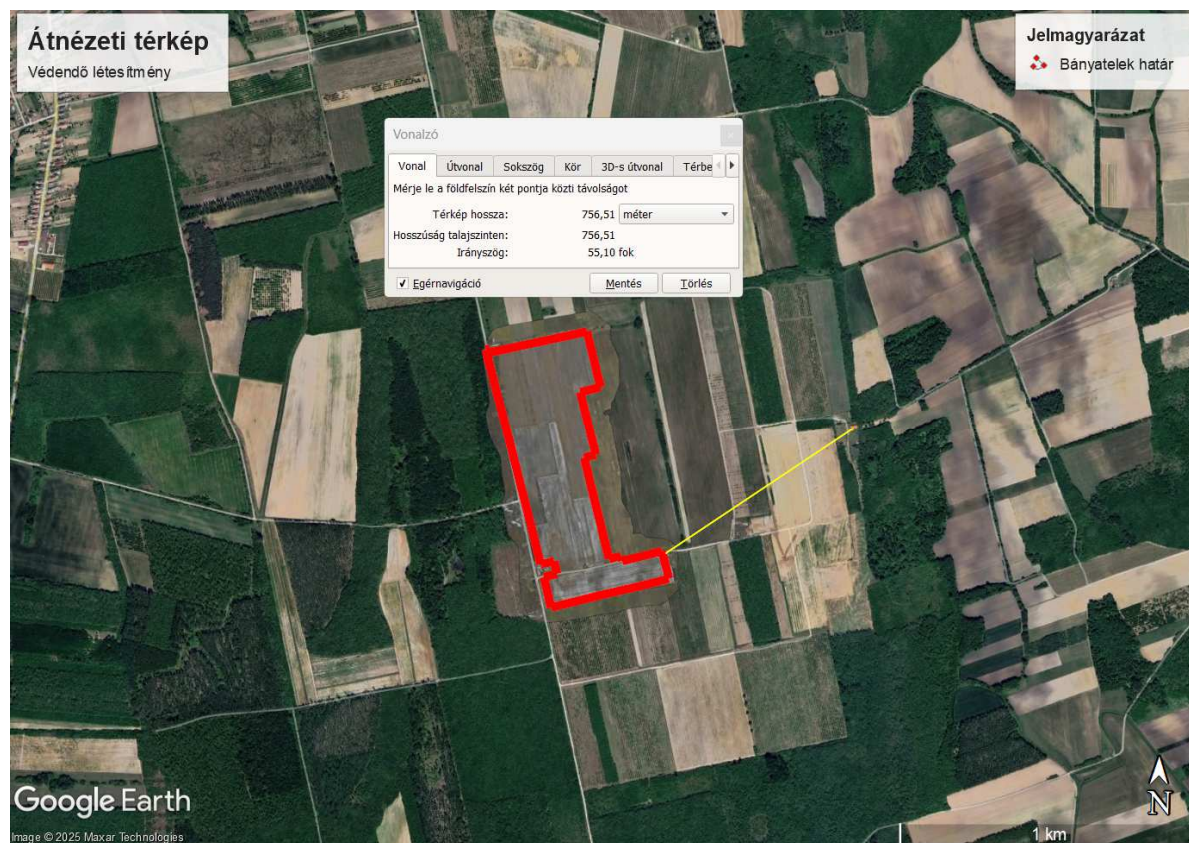 Átnézeti térkép
Védendő létesítmény
Jelmagyarázat
Bányatelek határ
Vonalzó
Vonal Útvonal Sokszög Kör 3D-s útvonal Térbe
Mérje le a földfelszín két pontja közti távolságot
Térkép hossza: 756,51 méter
Hosszúság talajszinten: 756,51
Irányszög: 55,10 fok
Egérnavigáció Mentés Törlés
Google Earth
Image © 2025 Maxar Technologies
1 km
N